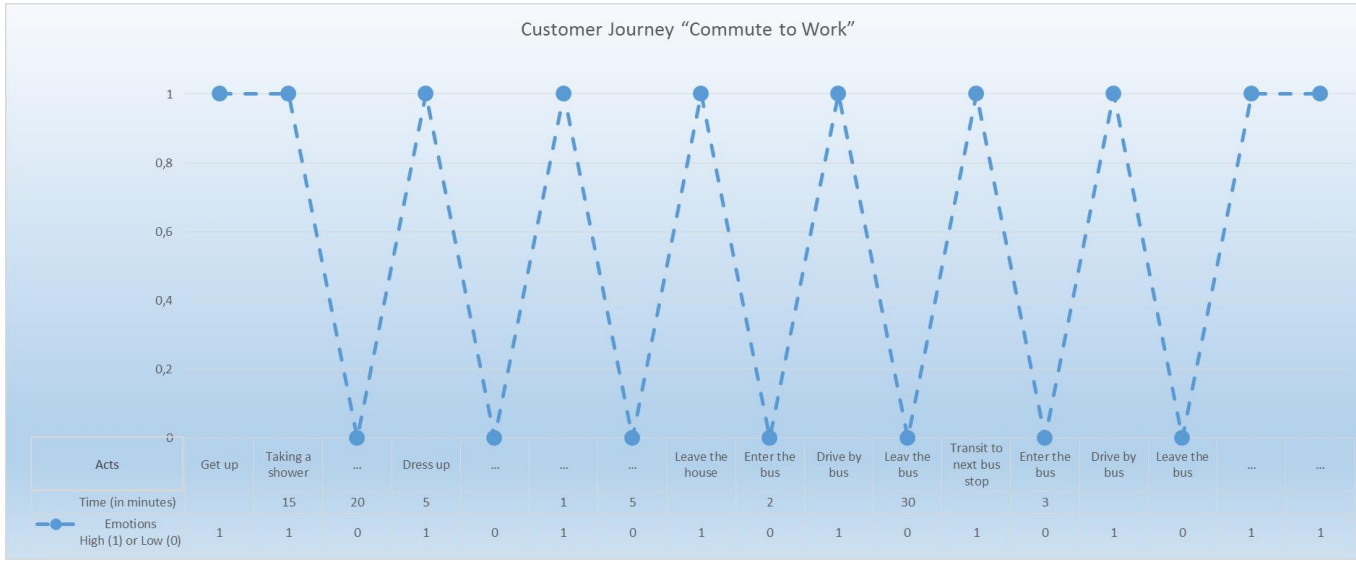 Customer Journey “Commute to Work”
1
0,8
0,6
0,4
0,2
0
Acts Get up Taking a shower ... Dress up ... ... ... Leave the house Enter the bus Drive by bus Leav the bus Transit to next bus stop Enter the bus Drive by bus Leave the bus ... ...
Time (in minutes) 15 20 5 1 5 2 30 3
Emotions
High (1) or Low (0) 1 1 0 1 0 1 0 1 0 1 0 1 0 1 0 1 1